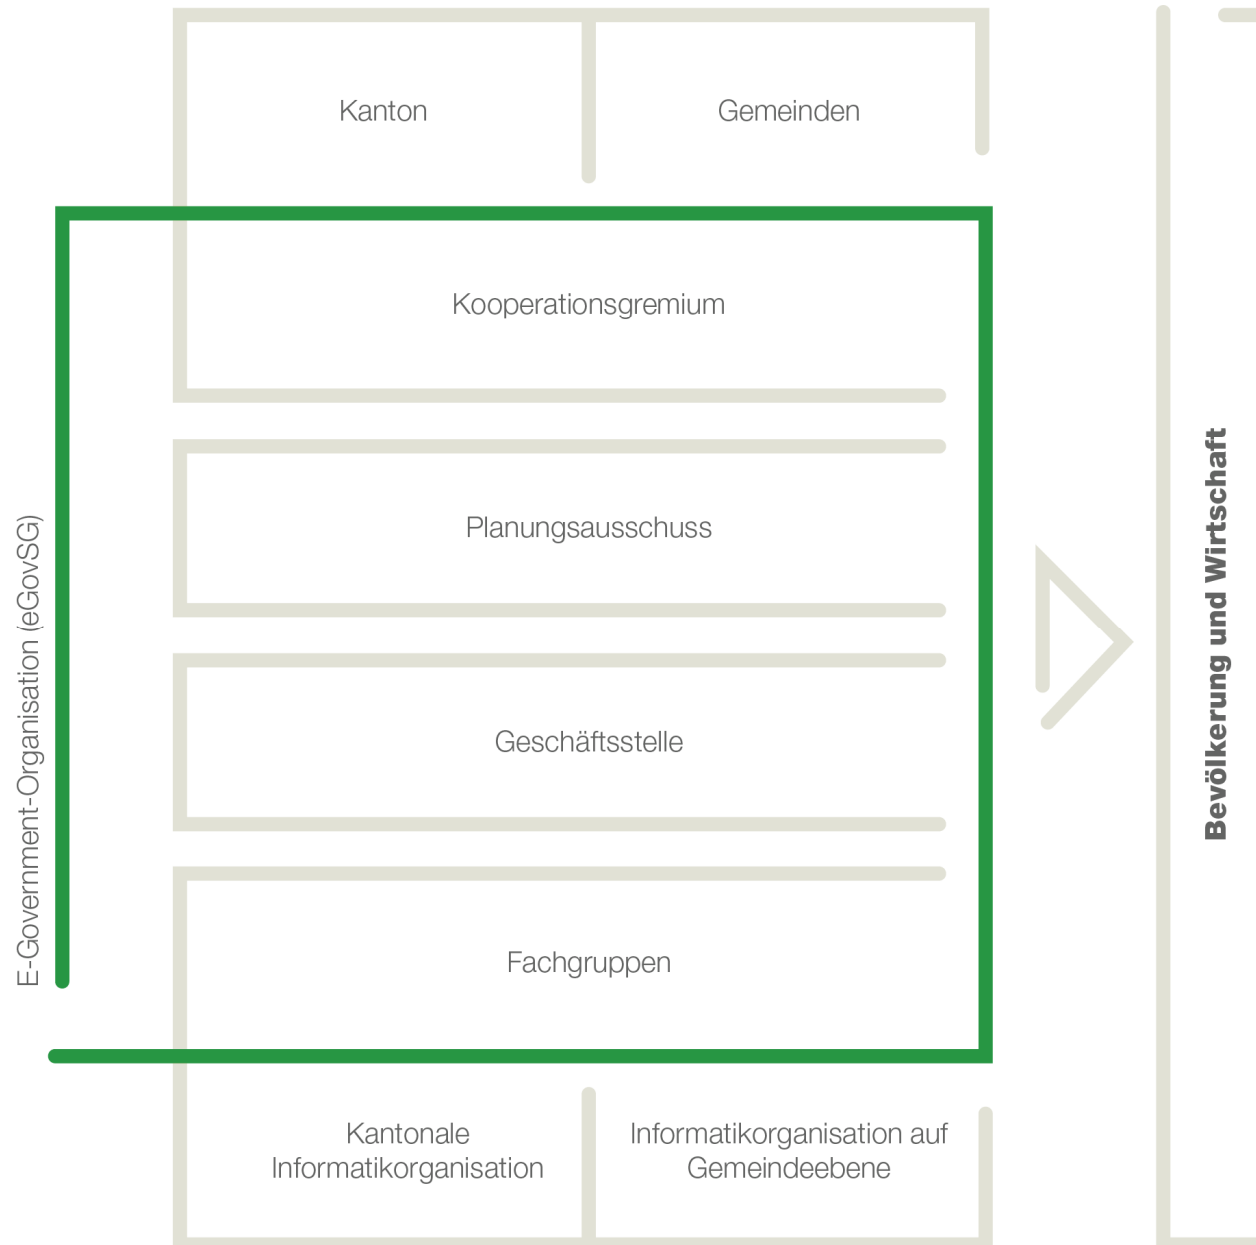 Kanton
Gemeinden
Kooperationsgremium
Planungsausschuss
Geschäftsstelle
Fachgruppen
Kantonale
Informatikorganisation
Informatikorganisation auf
Gemeindeebene
E-Government-Organisation (eGovSG)
Bevölkerung und Wirtschaft